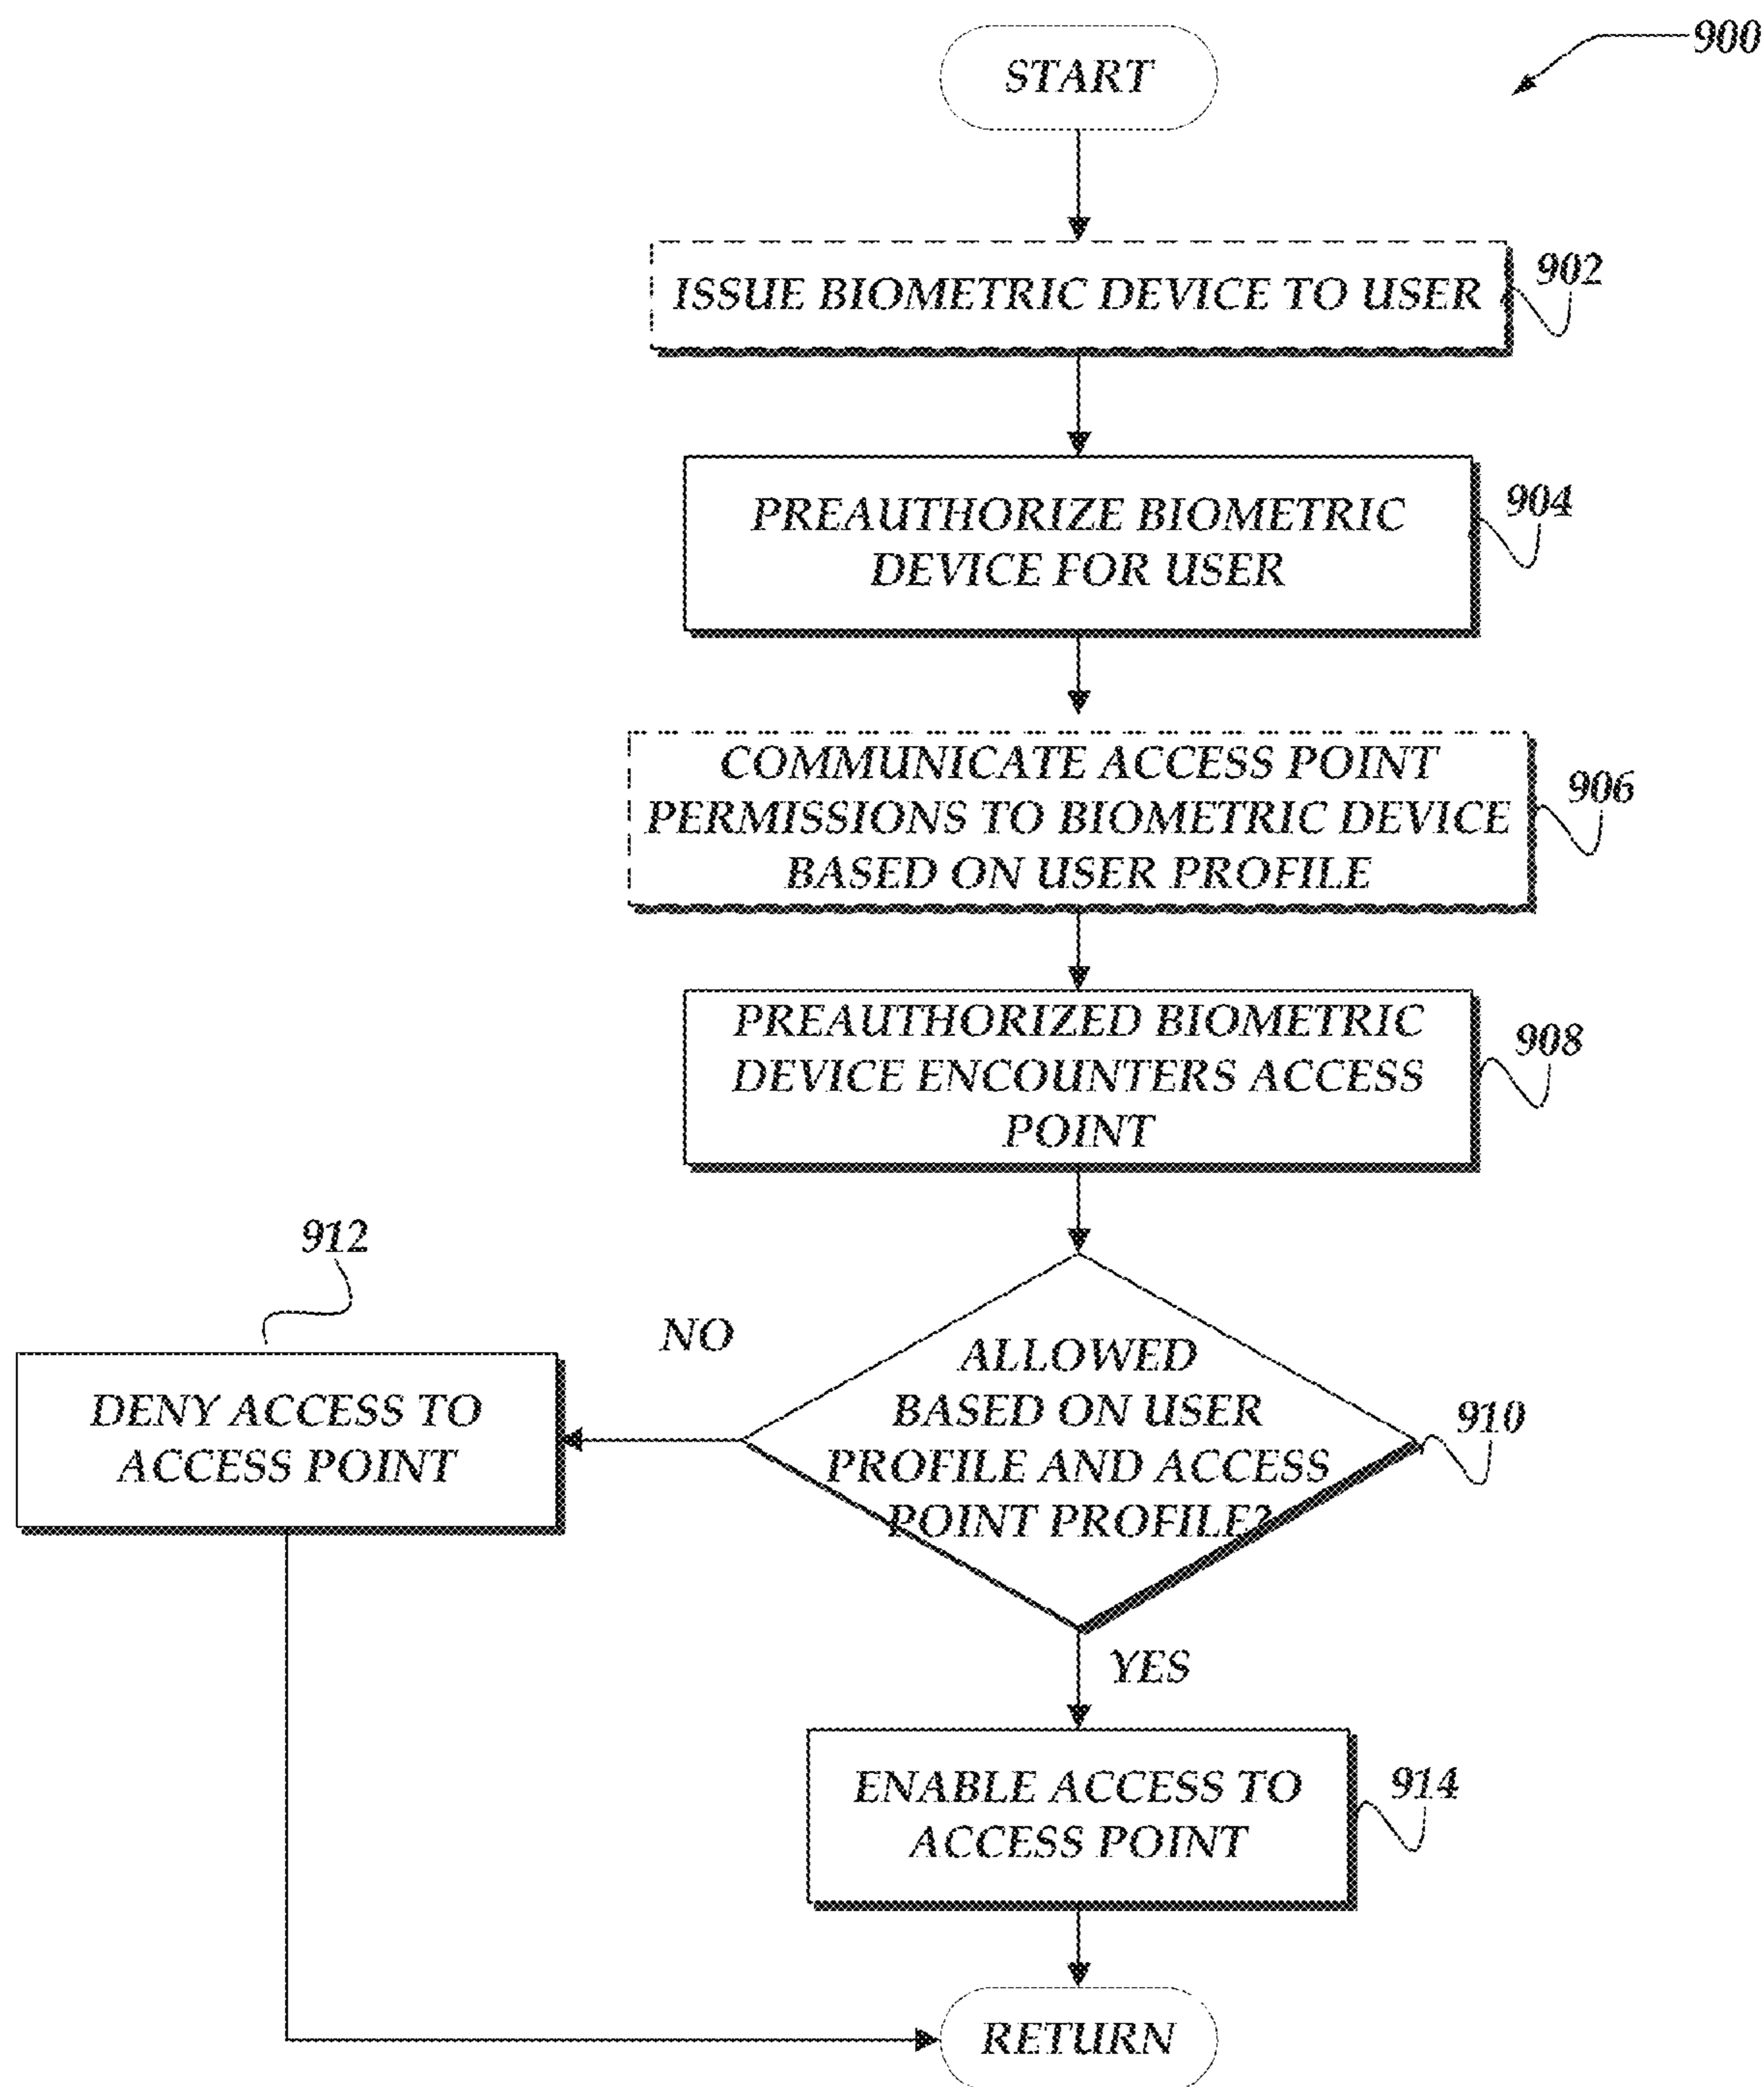 900
START
ISSUE BIOMETRIC DEVICE TO USER
902
PREAUTHORIZE BIOMETRIC
DEVICE FOR USER
904
COMMUNICATE ACCESS POINT
PERMISSIONS TO BIOMETRIC DEVICE
BASED ON USER PROFILE
906
PREAUTHORIZED BIOMETRIC
DEVICE ENCOUNTERS ACCESS
POINT
908
ALLOWED
BASED ON USER
PROFILE AND ACCESS
POINT PROFILE?
910
NO
912
DENY ACCESS TO
ACCESS POINT
YES
ENABLE ACCESS TO
ACCESS POINT
914
RETURN